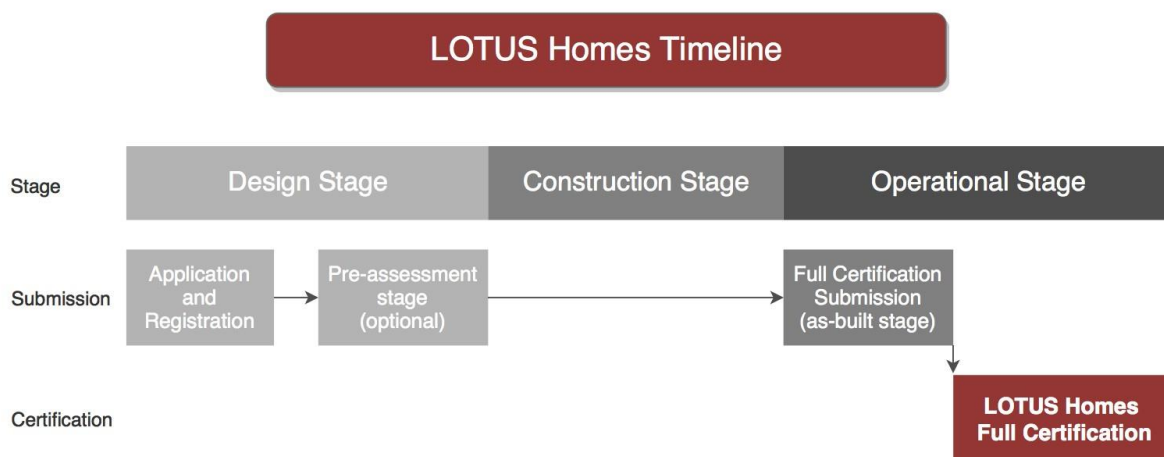 LOTUS Homes Timeline
Stage
Design Stage
Construction Stage
Operational Stage
Submission
Application
and
Registration
Pre-assessment
stage
(optional)
Full Certification
Submission
(as-built stage)
Certification
LOTUS Homes
Full Certification